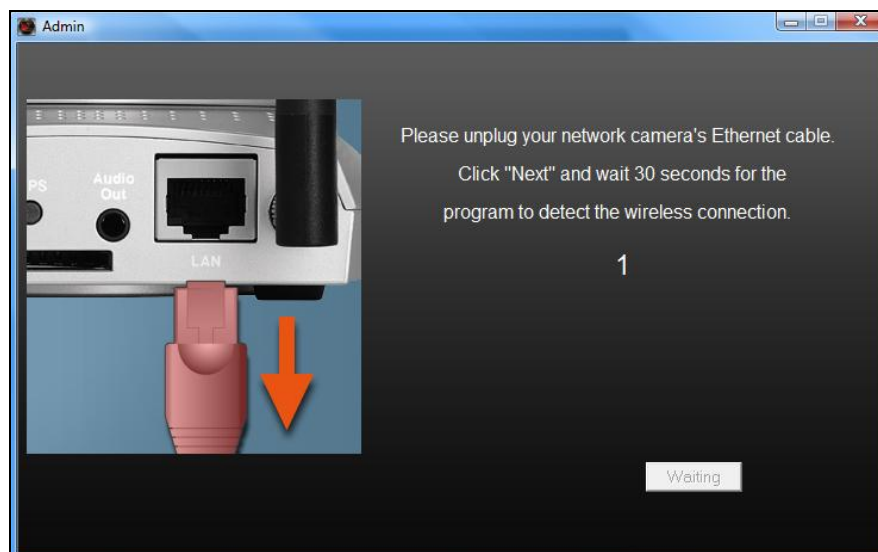 Admin
PS
Audio
Out
LAN
Please unplug your network camera's Ethernet cable.
Click "Next" and wait 30 seconds for the
program to detect the wireless connection.
1
Waiting